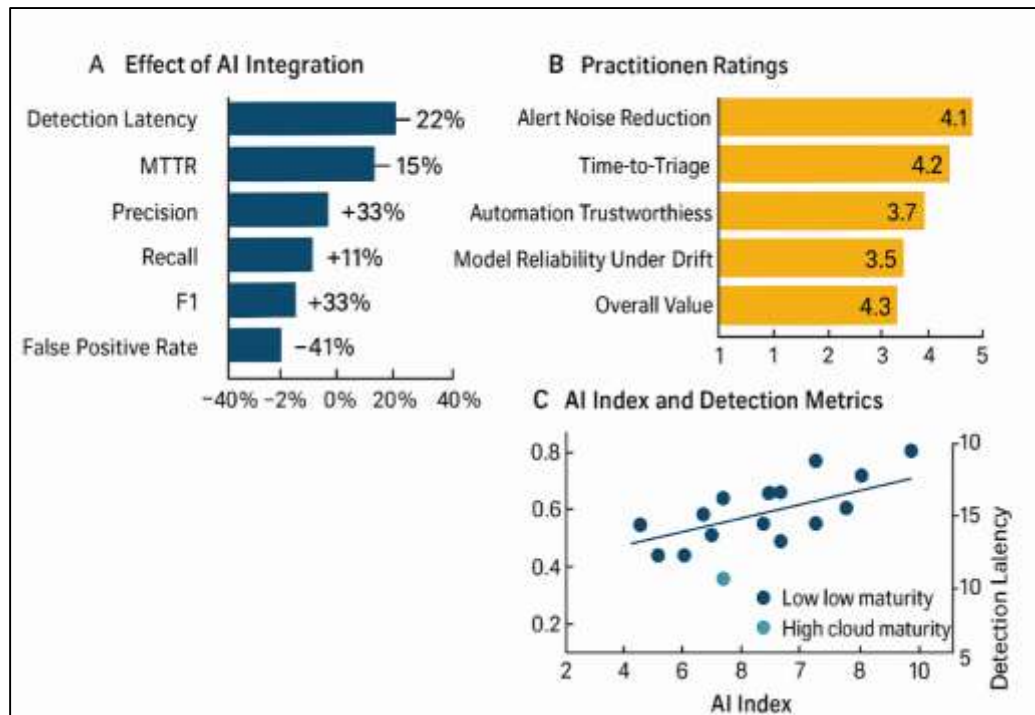 A Effect of AI Integration
Detection Latency
– 22%
MTTR
– 15%
Precision
+33%
Recall
+11%
F1
+33%
False Positive Rate
−41%
−40% −2% 0% 20% 40%
B Practitionen Ratings
Alert Noise Reduction
4.1
Time-to-Triage
4.2
Automation Trustworthiess
3.7
Model Reliability Under Drift
3.5
Overall Value
4.3
1 1 2 3 4 5
C AI Index and Detection Metrics
0.8
0.6
0.4
0.2
10
15
10
5
Detection Lalency
Low low maturity
High cloud maturity
2 4 6 8 7 10
AI Index